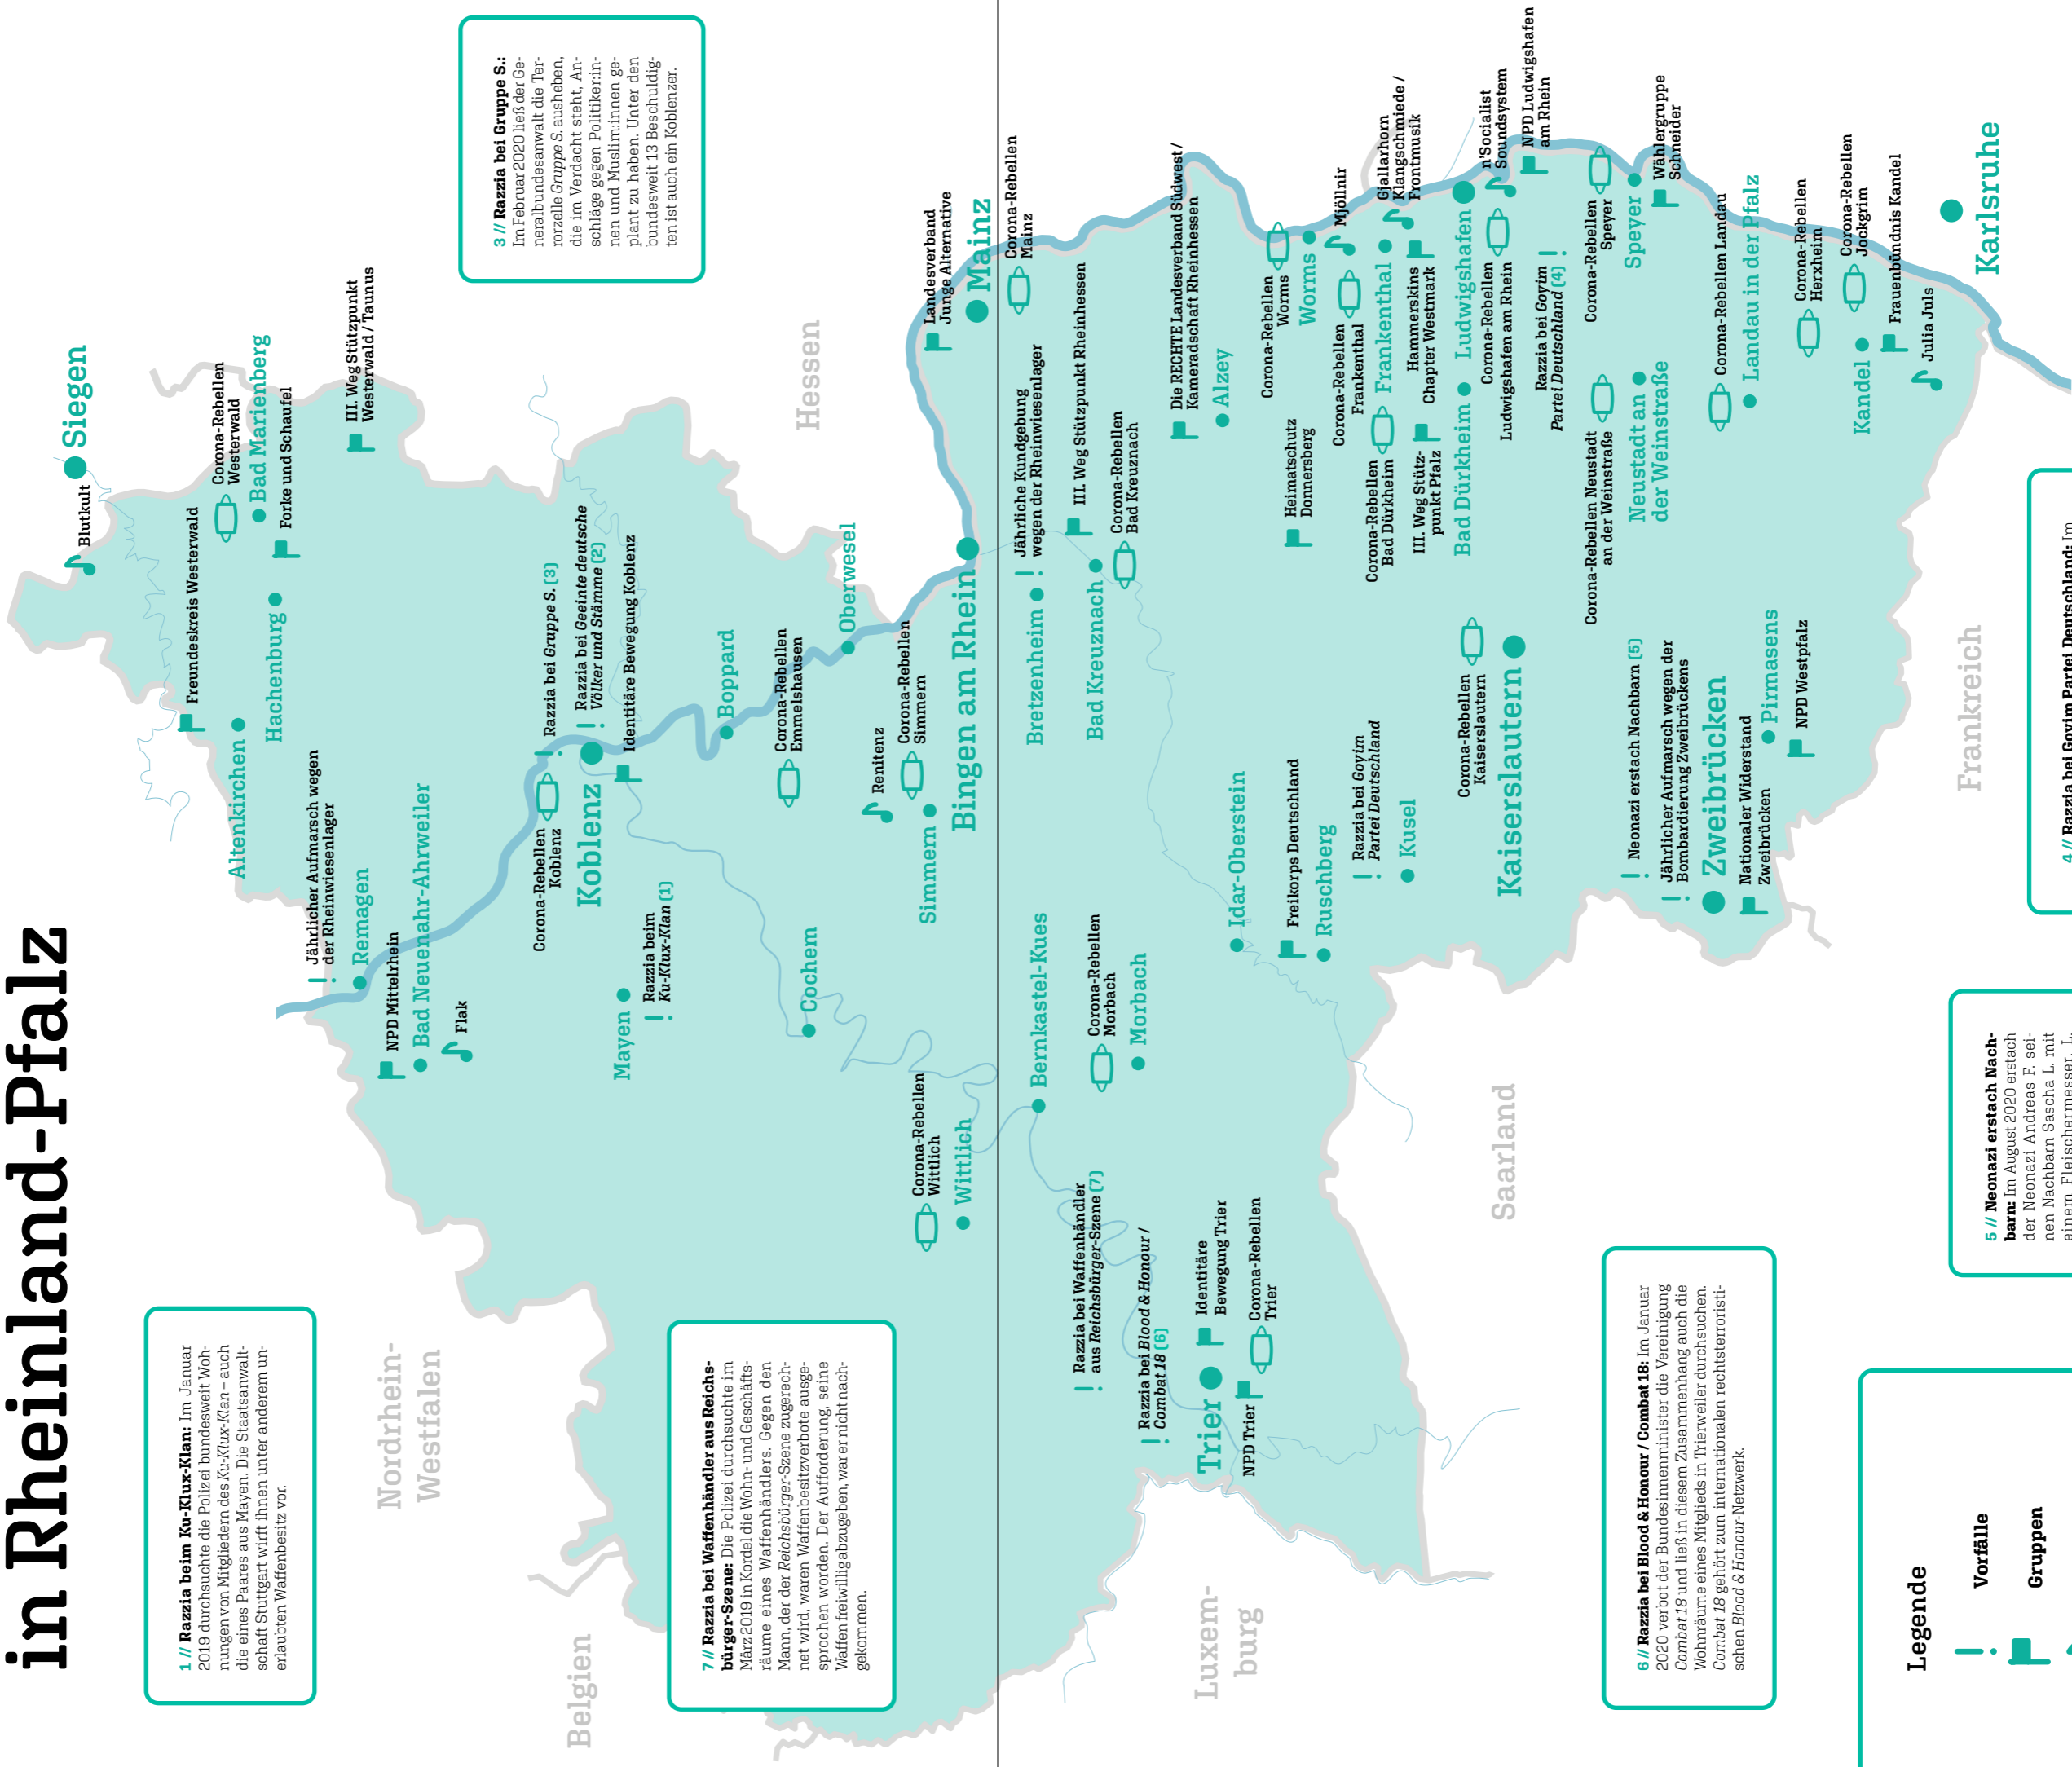 in Rheinland-Pfalz
1 // Razzia beim Ku-Klux-Klan: Im Januar
2019 durchsuchte die Polizei bundesweit Woh-
nungen von Mitgliedern des Ku-Klux-Klan – auch
die eines Paares aus Mayen. Die Staatsanwalt-
schaft Stuttgart wirft ihnen unter anderem un-
erlaubten Waffenbesitz vor.
Nordrhein-
Westfalen
Belgien
7 // Razzia bei Waffenhändler aus Reichs-
bürger-Szene: Die Polizei durchsuchte im
März 2019 in Kordel die Wohn- und Geschäfts-
räume eines Waffenhändlers. Gegen den
Mann, der der Reichsbürger-Szene zugerech-
net wird, waren Waffenbesitzverbote ausge-
sprochen worden. Der Aufforderung, seine
Waffen freiwillig abzugeben, war er nicht nach-
gekommen.
3 // Razzia bei Gruppe S.:
Im Februar 2020 ließ der Ge-
neralbundesanwalt die Ter-
rorzelle Gruppe S. ausheben,
die im Verdacht steht, An-
schläge gegen Politiker:in-
nen und Muslim:innen ge-
plant zu haben. Unter den
bundesweit 13 Beschuldig-
ten ist auch ein Koblenzer.
Siegen
Blutkult
Freundeskreis Westerwald
Corona-Rebellen
Westerwald
Bad Marienberg
Forke und Schaufel
Altenkirchen
Hachenburg
III. Weg Stützpunkt
Westerwald / Taunus
Jährlicher Aufmarsch wegen
der Rheinwiesenlager
Remagen
NPD Mittelrhein
Bad Neuenahr-Ahrweiler
Flak
Corona-Rebellen
Koblenz
Razzia bei Gruppe S. (3)
Koblenz
Razzia bei Geeinte deutsche
Völker und Stämme (2)
Identitäre Bewegung Koblenz
Mayen
Razzia beim
Ku-Klux-Klan (1)
Boppard
Corona-Rebellen
Emmelshausen
Cochem
Oberwesel
Hessen
Renitenz
Corona-Rebellen
Simmern
Simmern
Corona-Rebellen
Wittlich
Wittlich
Bingen am Rhein
Landesverband
Junge Alternative
Mainz
Corona-Rebellen
Mainz
Jährliche Kundgebung
wegen der Rheinwiesenlager
Bretzenheim
III. Weg Stützpunkt Rheinhessen
Bad Kreuznach
Corona-Rebellen
Bad Kreuznach
Bernkastel-Kues
Corona-Rebellen
Morbach
Morbach
Razzia bei Waffenhändler
aus Reichsbürger-Szene (7)
Razzia bei Blood & Honour /
Combat 18 (6)
Trier
Identitäre
Bewegung Trier
NPD Trier
Corona-Rebellen
Trier
Luxem-
burg
Die RECHTE Landesverband Südwest /
Kameradschaft Rheinhessen
Alzey
Idar-Oberstein
Freikorps Deutschland
Ruschberg
Heimatschutz
Donnersberg
Corona-Rebellen
Worms
Worms
Mjöllnir
Corona-Rebellen
Frankenthal
Frankenthal
Gjallarhorn
Klangschmiede /
Frontmusik
Razzia bei Goyim
Partei Deutschland
Kusel
Corona-Rebellen
Bad Dürkheim
Hammerskins
Chapter Westmark
III. Weg Stütz-
punkt Pfalz
Bad Dürkheim
Ludwigshafen
n'Socialist
Soundsystem
Corona-Rebellen
Ludwigshafen am Rhein
NPD Ludwigshafen
am Rhein
Razzia bei Goyim
Partei Deutschland (4)
Corona-Rebellen
Kaiserslautern
Kaiserslautern
Saarland
Corona-Rebellen
Speyer
Speyer
Wählergruppe
Schneider
Corona-Rebellen Neustadt
an der Weinstraße
Neustadt an
der Weinstraße
Neonazi erstach Nachbarn (5)
Jährlicher Aufmarsch wegen der
Bombardierung Zweibrückens
Zweibrücken
Nationaler Widerstand
Zweibrücken
Pirmasens
NPD Westpfalz
Corona-Rebellen Landau
Landau in der Pfalz
Corona-Rebellen
Herxheim
Corona-Rebellen
Jockgrim
Kandel
Frauenbündnis Kandel
Julia Juls
Karlsruhe
Frankreich
6 // Razzia bei Blood & Honour / Combat 18: Im Januar
2020 verbot der Bundesinnenminister die Vereinigung
Combat 18 und ließ in diesem Zusammenhang auch die
Wohnräume eines Mitglieds in Trierweiler durchsuchen.
Combat 18 gehört zum internationalen rechtsterroristi-
schen Blood & Honour-Netzwerk.
5 // Neonazi erstach Nach-
barn: Im August 2020 erstach
der Neonazi Andreas F. sei-
nen Nachbarn Sascha L. mit
einem Fleischermesser. L.
4 // Razzia bei Goyim Partei Deutschland: Im
Legende
Vorfälle
Gruppen